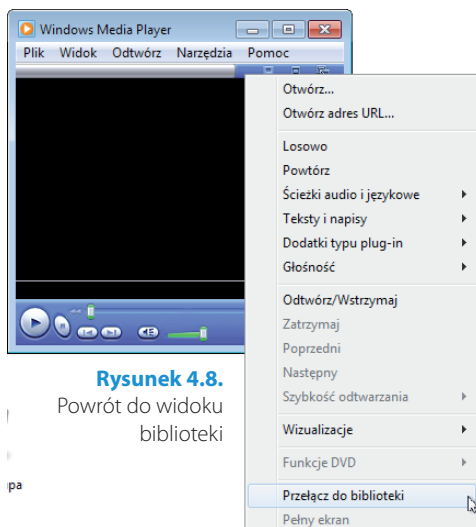 Windows Media Player
Plik Widok Odtwórz Narzędzia Pomoc
Otwórz...
Otwórz adres URL...
Losowo
Powtórz
Ścieżki audio i językowe
Teksty i napisy
Dodatki typu plug-in
Głośność
Odtwórz/Wstrzymaj
Zatrzymaj
Poprzedni
Następny
Szybkość odtwarzania
Wizualizacje
Funkcje DVD
Przełącz do biblioteki
Pełny ekran
Rysunek 4.8.
Powrót do widoku
biblioteki
upa